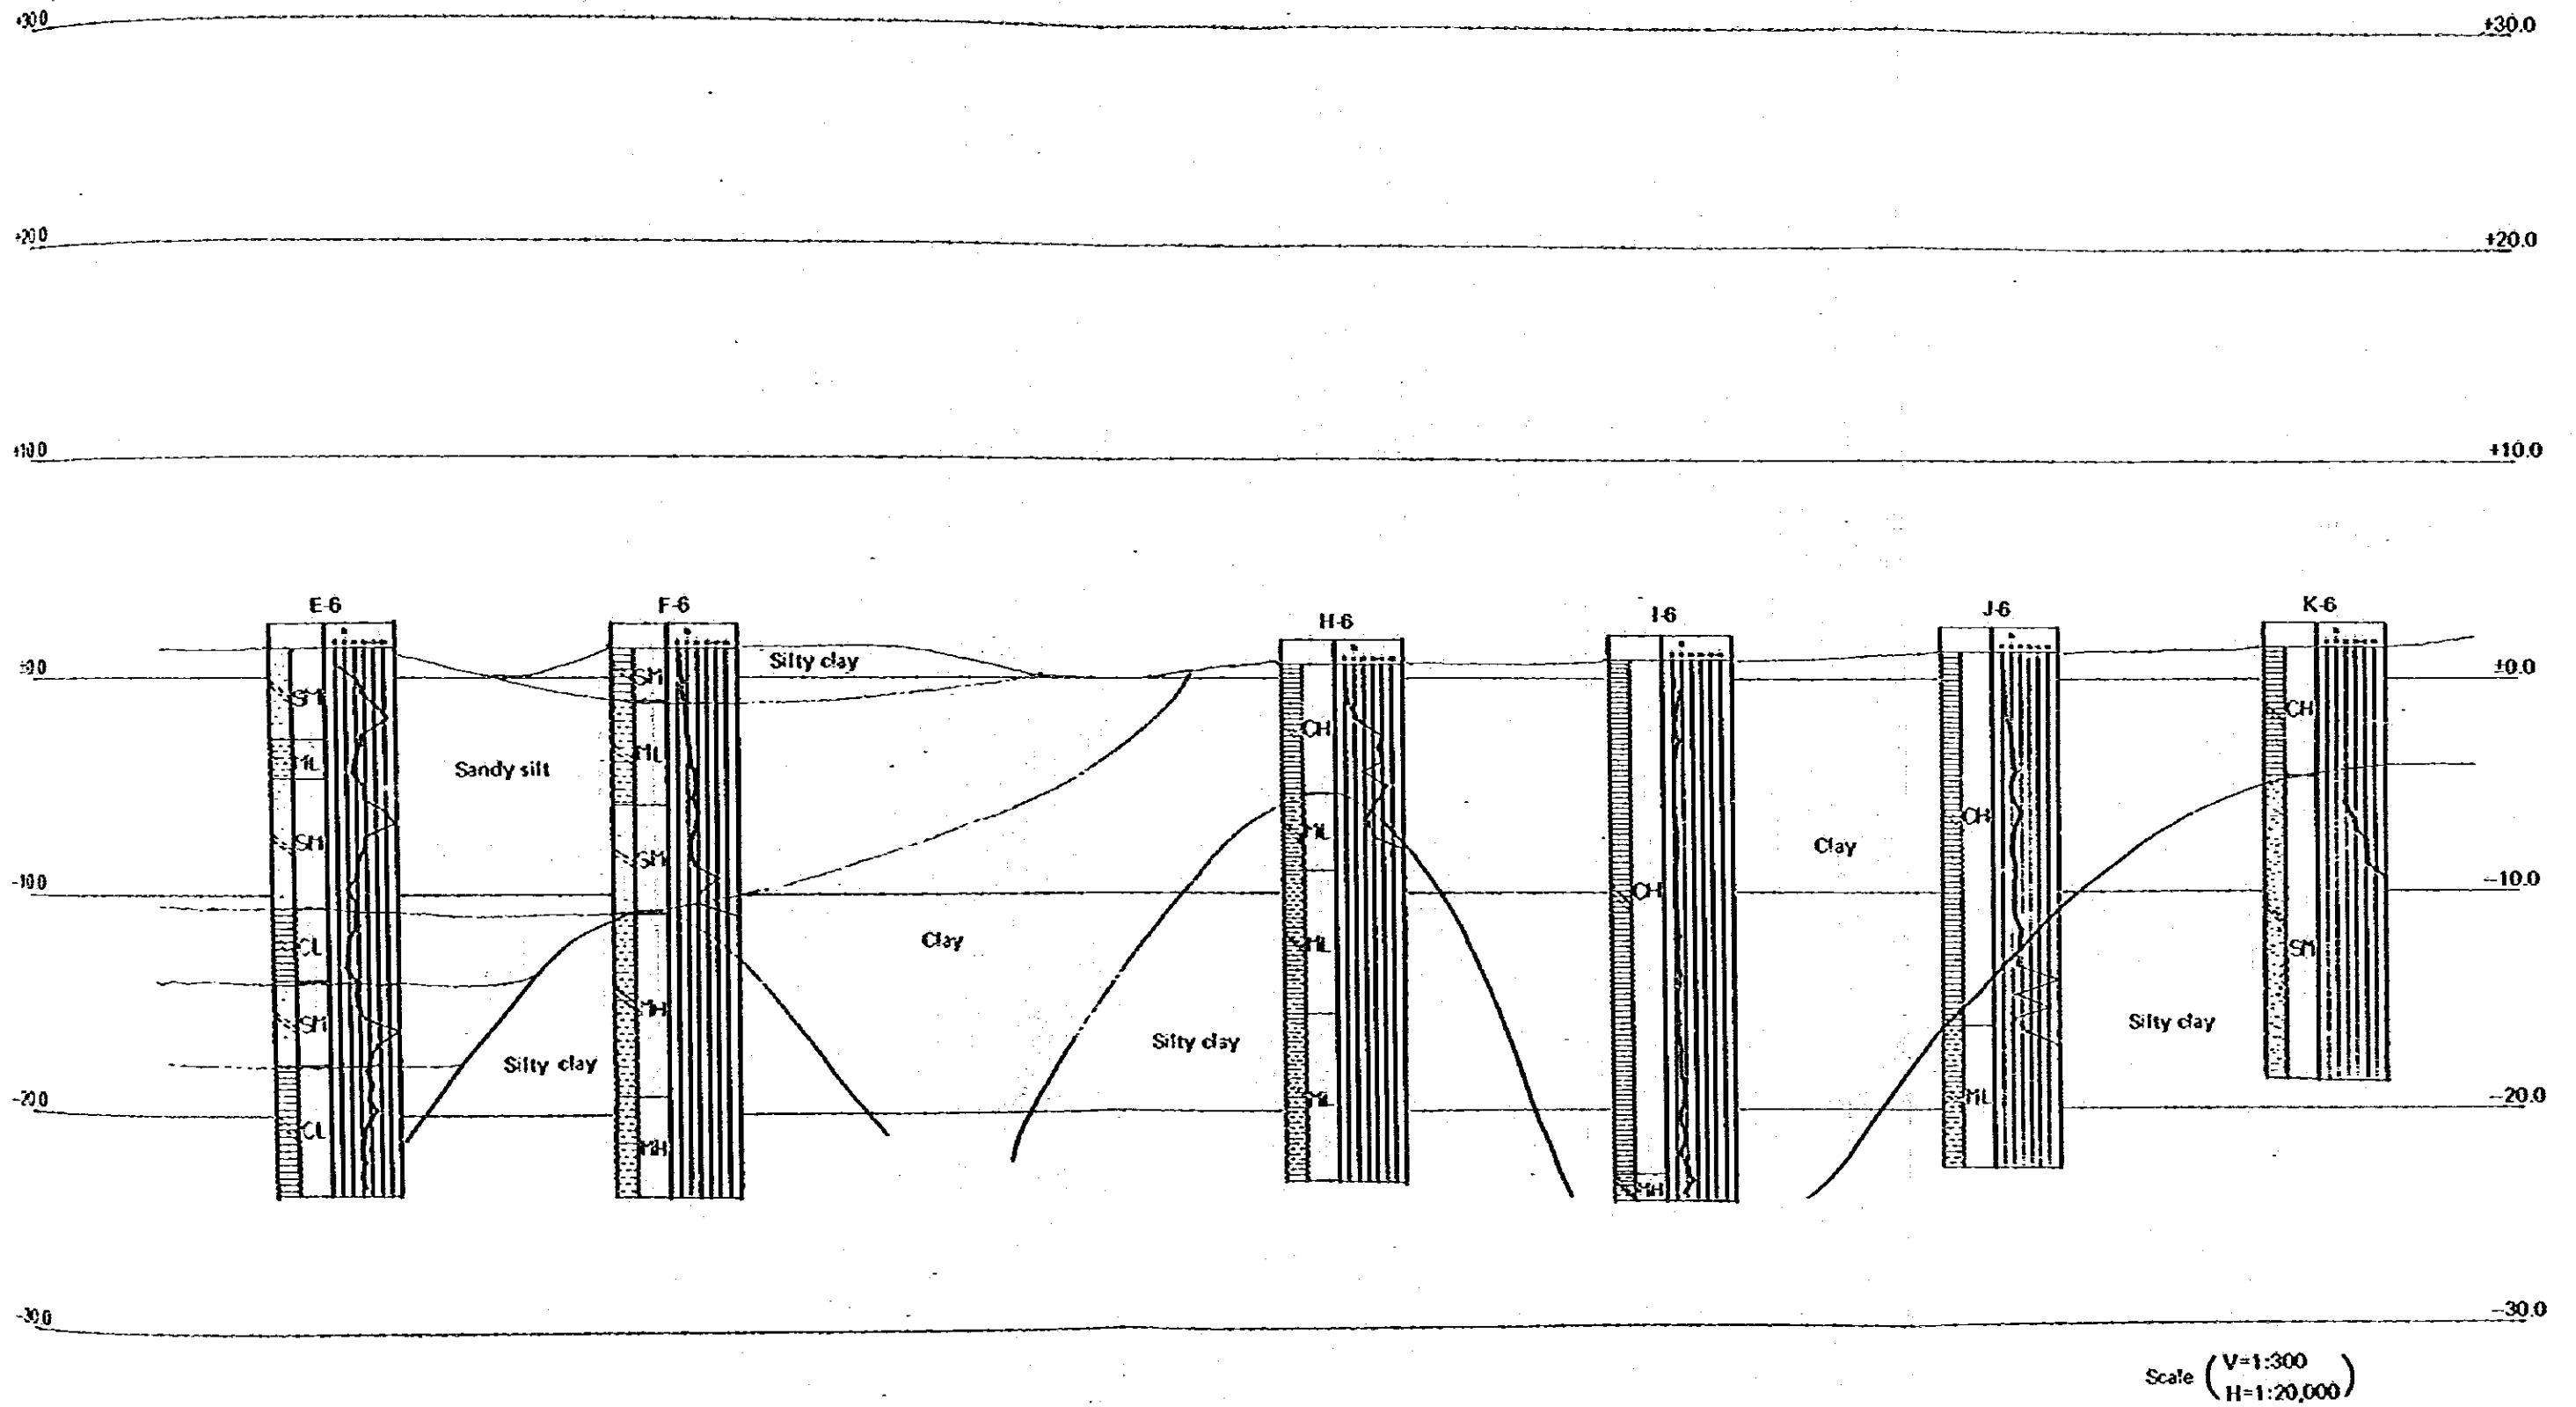 +30.0 +30.0
+20.0 +20.0
+10.0 +10.0
E-6 F-6 H-6 I-6 J-6 K-6
±0.0 Silty clay ±0.0
SM SM CH CH
ML Sandy silt ML
SM SM ML Clay CH
-10.0 CH -10.0
CL Clay ML SM
SM MH Silty clay Silty clay
Silty clay
-20.0 ML ML -20.0
CL MH MH
-30.0 -30.0
Scale (V=1:300
H=1:20,000)